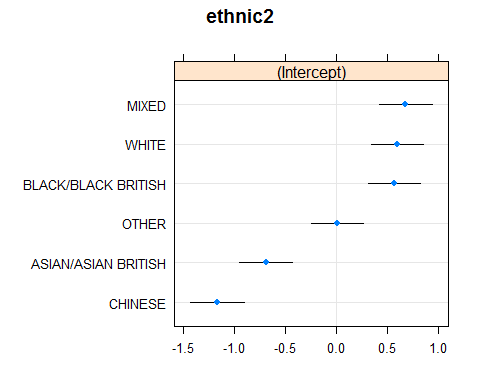 ethnic2
(Intercept)
MIXED
WHITE
BLACK/BLACK BRITISH
OTHER
ASIAN/ASIAN BRITISH
CHINESE
-1.5 -1.0 -0.5 0.0 0.5 1.0